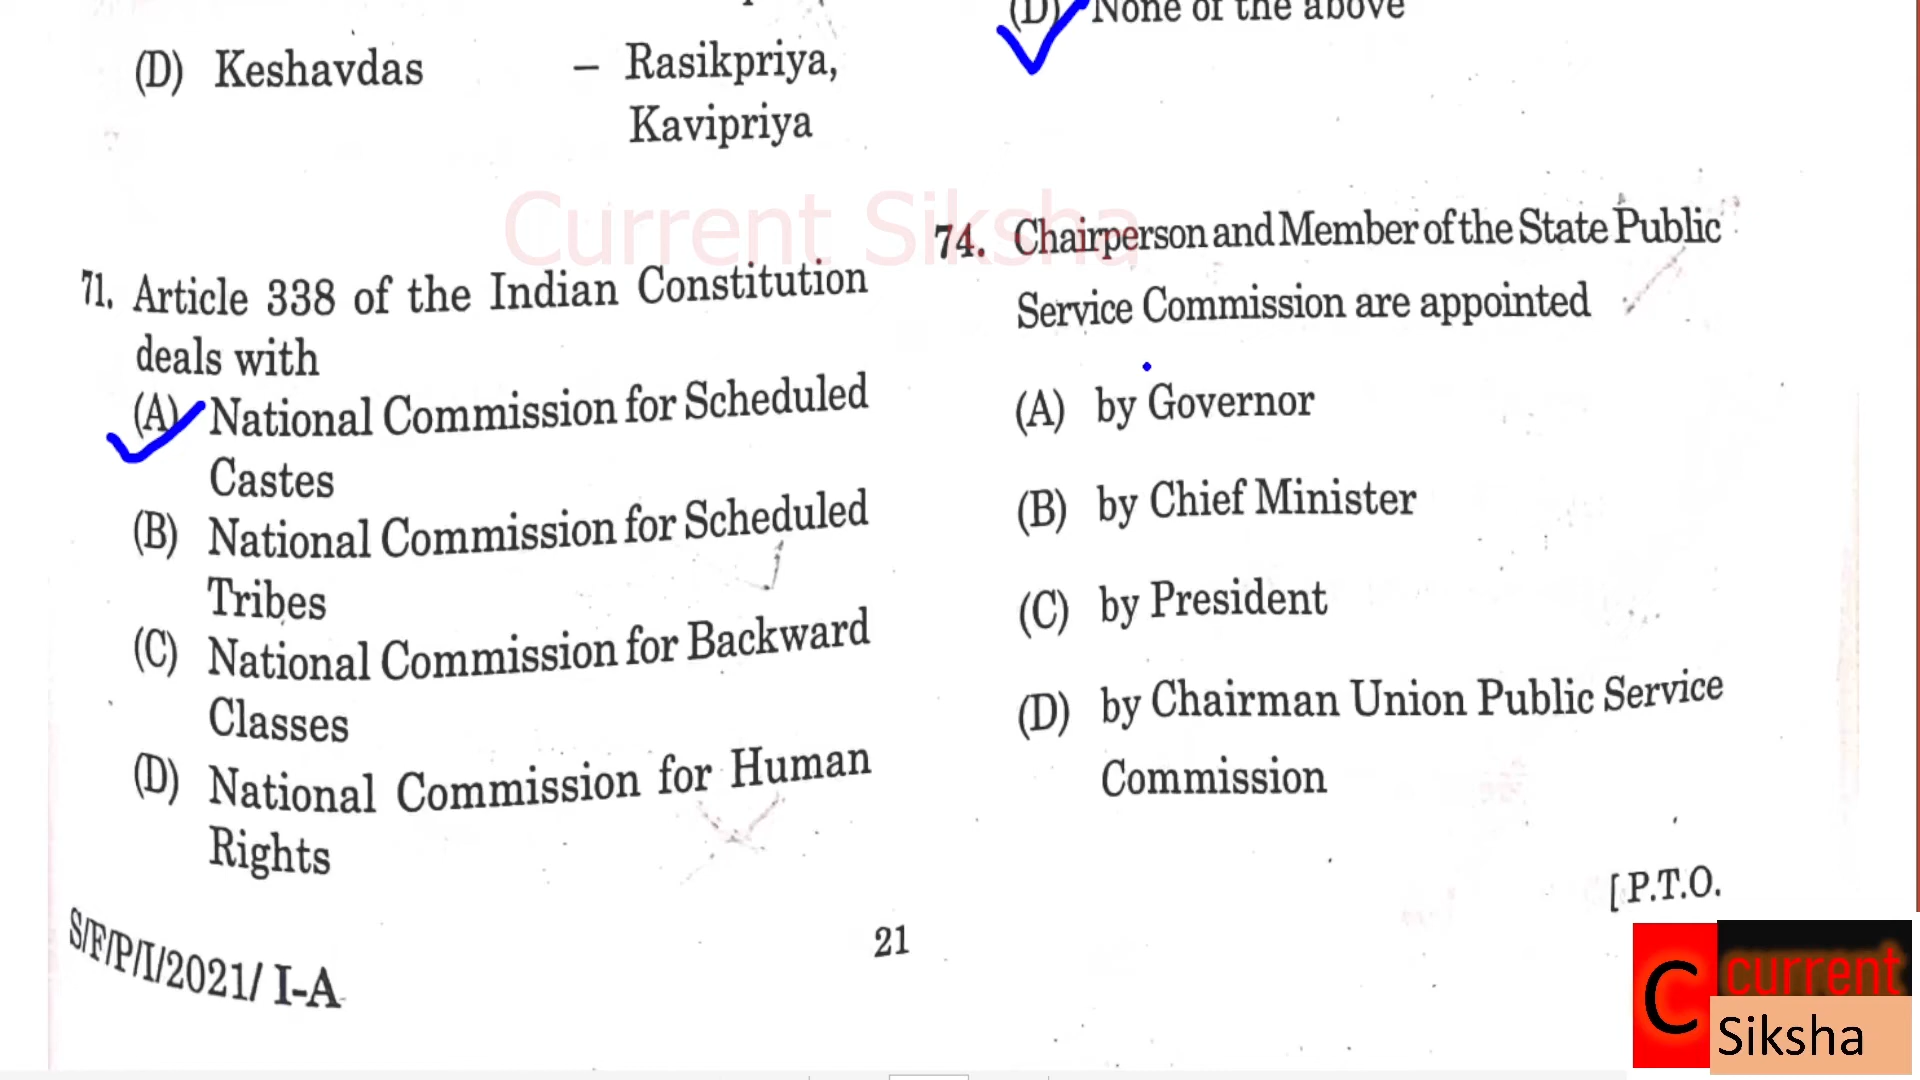 (D) Keshavdas – Rasikpriya,
Kavipriya
71. Article 338 of the Indian Constitution
deals with
(A) National Commission for Scheduled
Castes
(B) National Commission for Scheduled
Tribes
(C) National Commission for Backward
Classes
(D) National Commission for Human
Rights
(D) None of the above
74. Chairperson and Member of the State Public
Service Commission are appointed
(A) by Governor
(B) by Chief Minister
(C) by President
(D) by Chairman Union Public Service
Commission
[ P.T.O.
S/F/P/I/2021/ I-A
21
Current Siksha
C current
Siksha